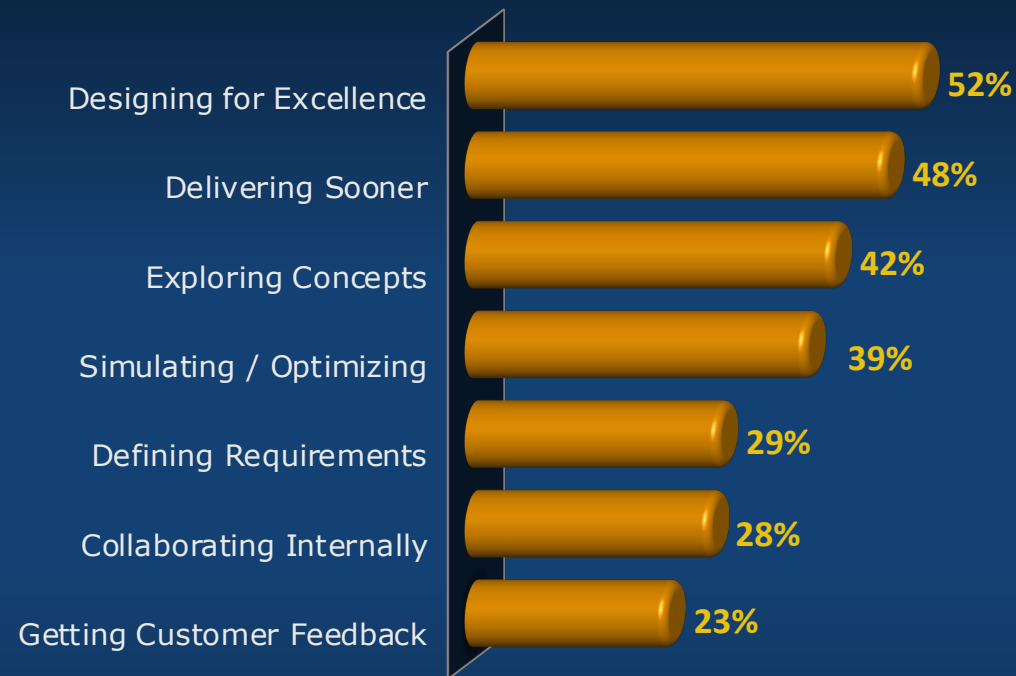 Designing for Excellence 52%
Delivering Sooner 48%
Exploring Concepts 42%
Simulating / Optimizing 39%
Defining Requirements 29%
Collaborating Internally 28%
Getting Customer Feedback 23%